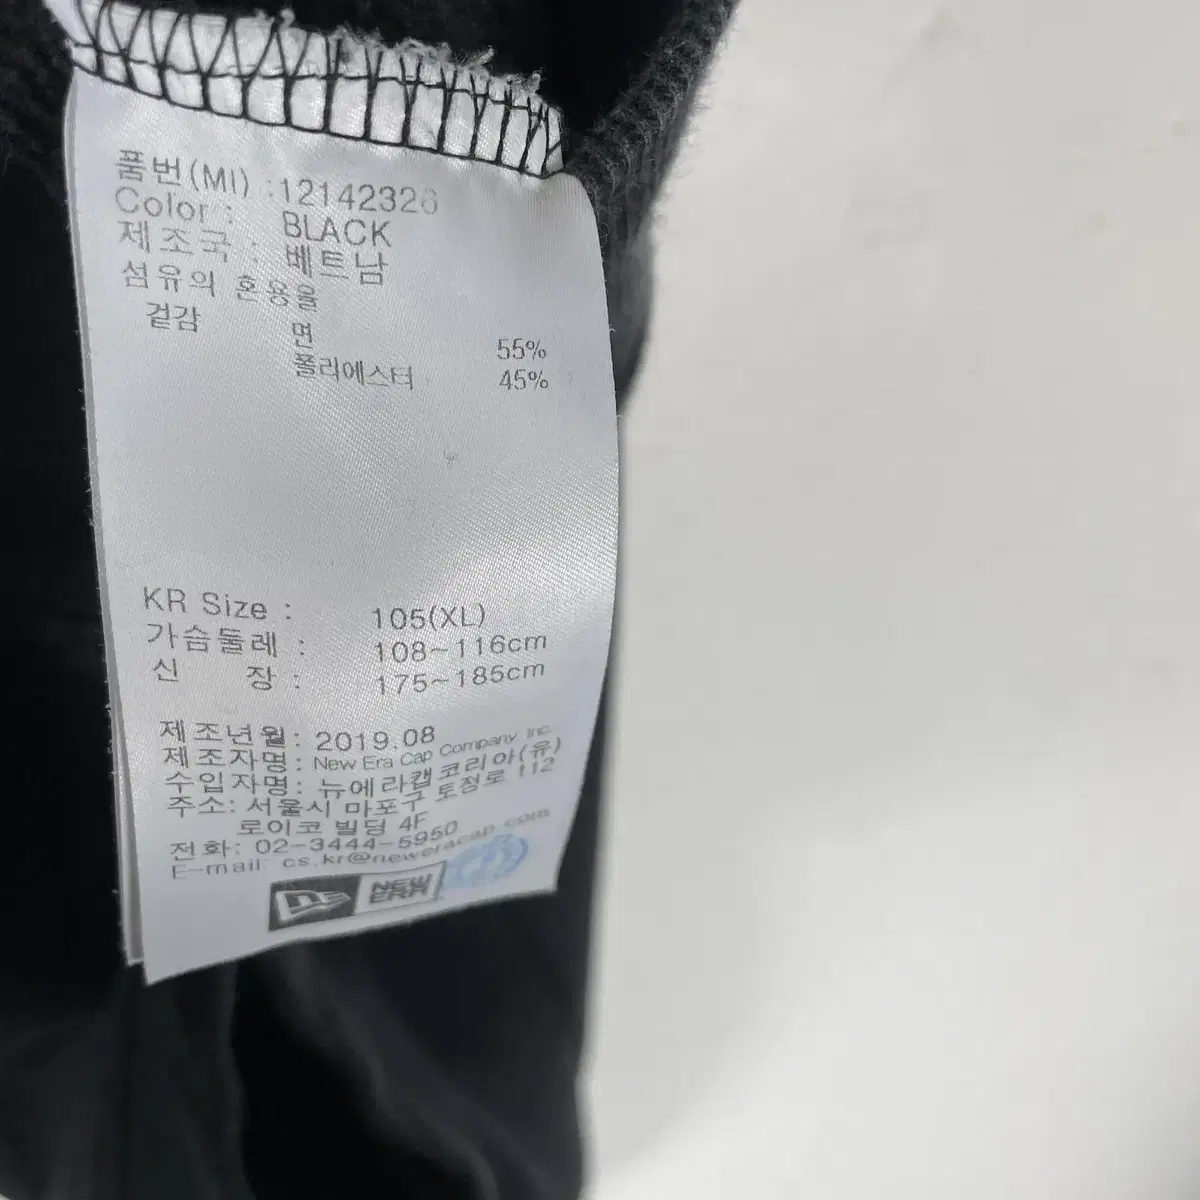 품번(MI) :12142326
Color : BLACK
제조국 : 베트남
섬유의 혼용율
겉감 면 55%
폴리에스터 45%
KR Size : 105(XL)
가슴둘레 : 108~116cm
신 장 : 175~185cm
제조년월: 2019.08
제조자명: New Era Cap Company Inc.
수입자명: 뉴에라캡코리아(유)
주소: 서울시 마포구 토정로 112
로이코 빌딩 4F
전화: 02-3444-5950
E-mail: cs.kr@neweracap.com
NEW
ERA